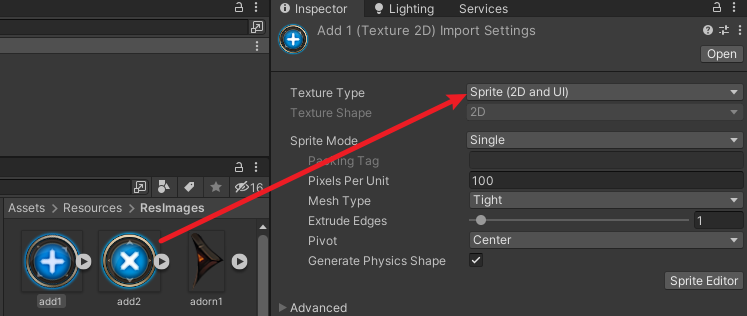 Inspector
Lighting
Services
Add 1 (Texture 2D) Import Settings
Open
Texture Type
Sprite (2D and UI)
Texture Shape
2D
Sprite Mode
Single
Packing Tag
Pixels Per Unit
100
Mesh Type
Tight
Extrude Edges
1
Pivot
Center
Generate Physics Shape
Sprite Editor
Advanced
16
Assets > Resources > ResImages
add1
add2
adorn1